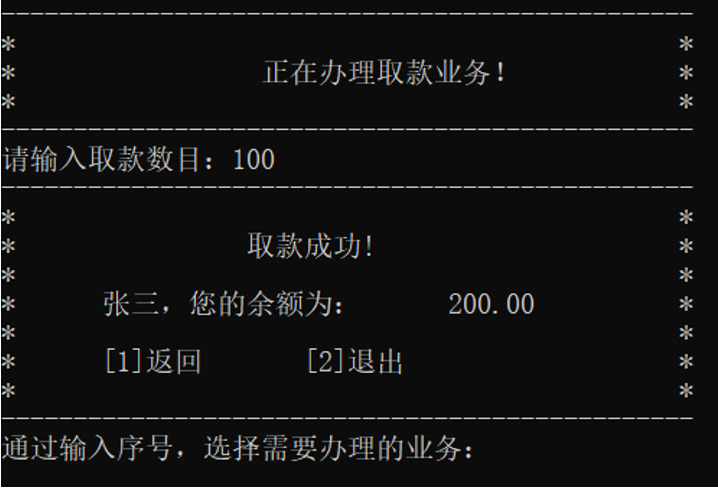 ------------------------------------------------
*                                              *
*                 正在办理取款业务!            *
*                                              *
------------------------------------------------
请输入取款数目：100
------------------------------------------------
*                                              *
*                取款成功!                     *
*                                              *
*      张三，您的余额为：       200.00         *
*                                              *
*      [1]返回       [2]退出                   *
*                                              *
------------------------------------------------
通过输入序号，选择需要办理的业务：